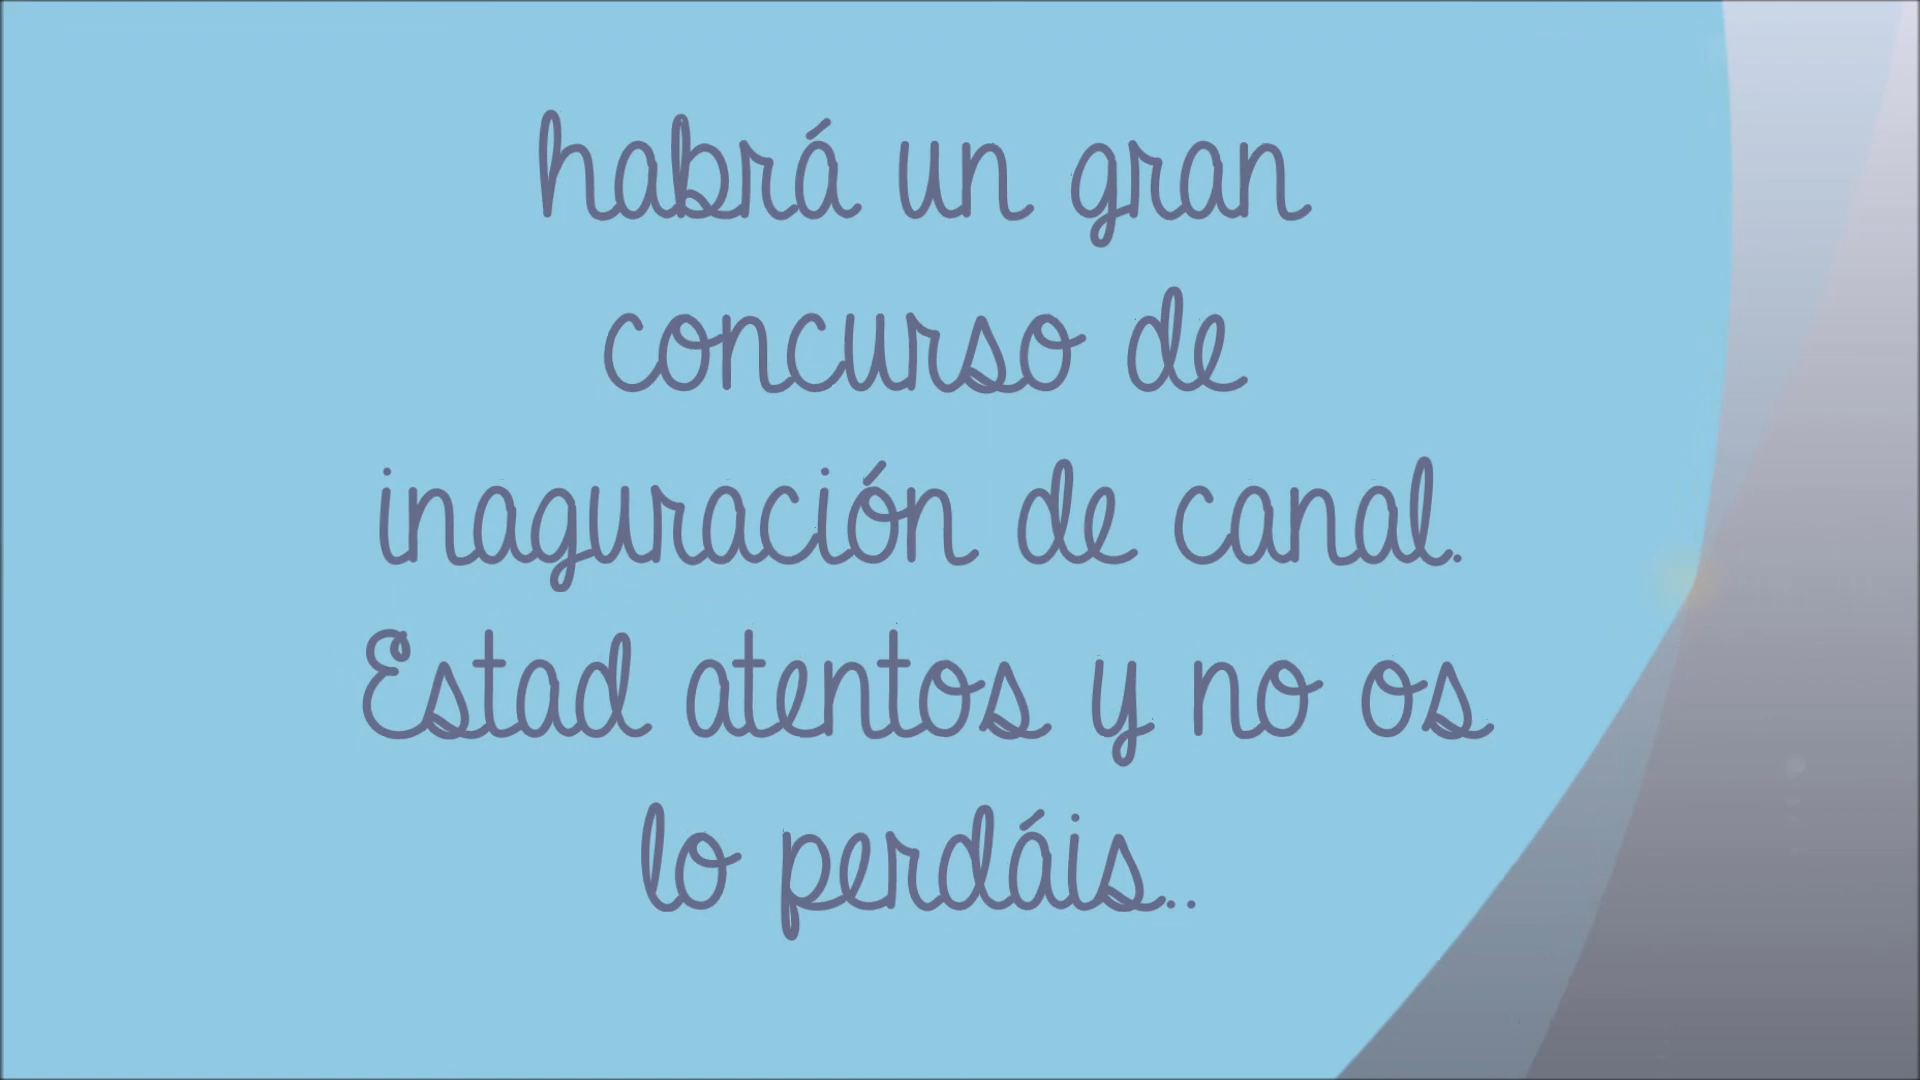 habrá un gran
concurso de
inaguración de canal.
Estad atentos y no os
lo perdáis..